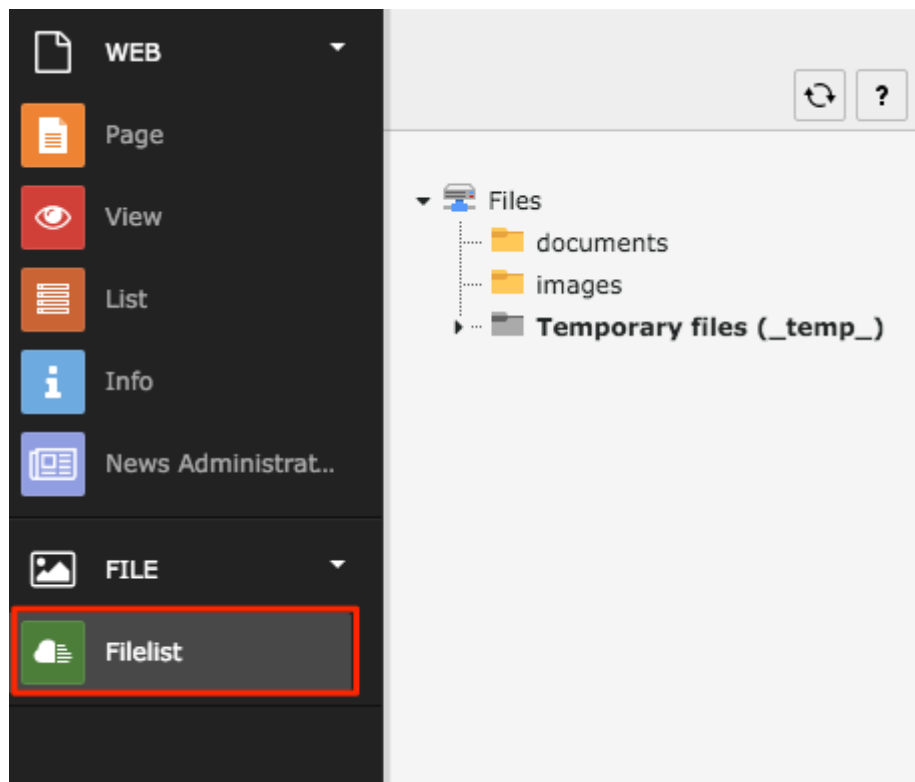 WEB
Page
View
List
Info
News Administrat...
FILE
Filelist
?
Files
documents
images
Temporary files (_temp_)